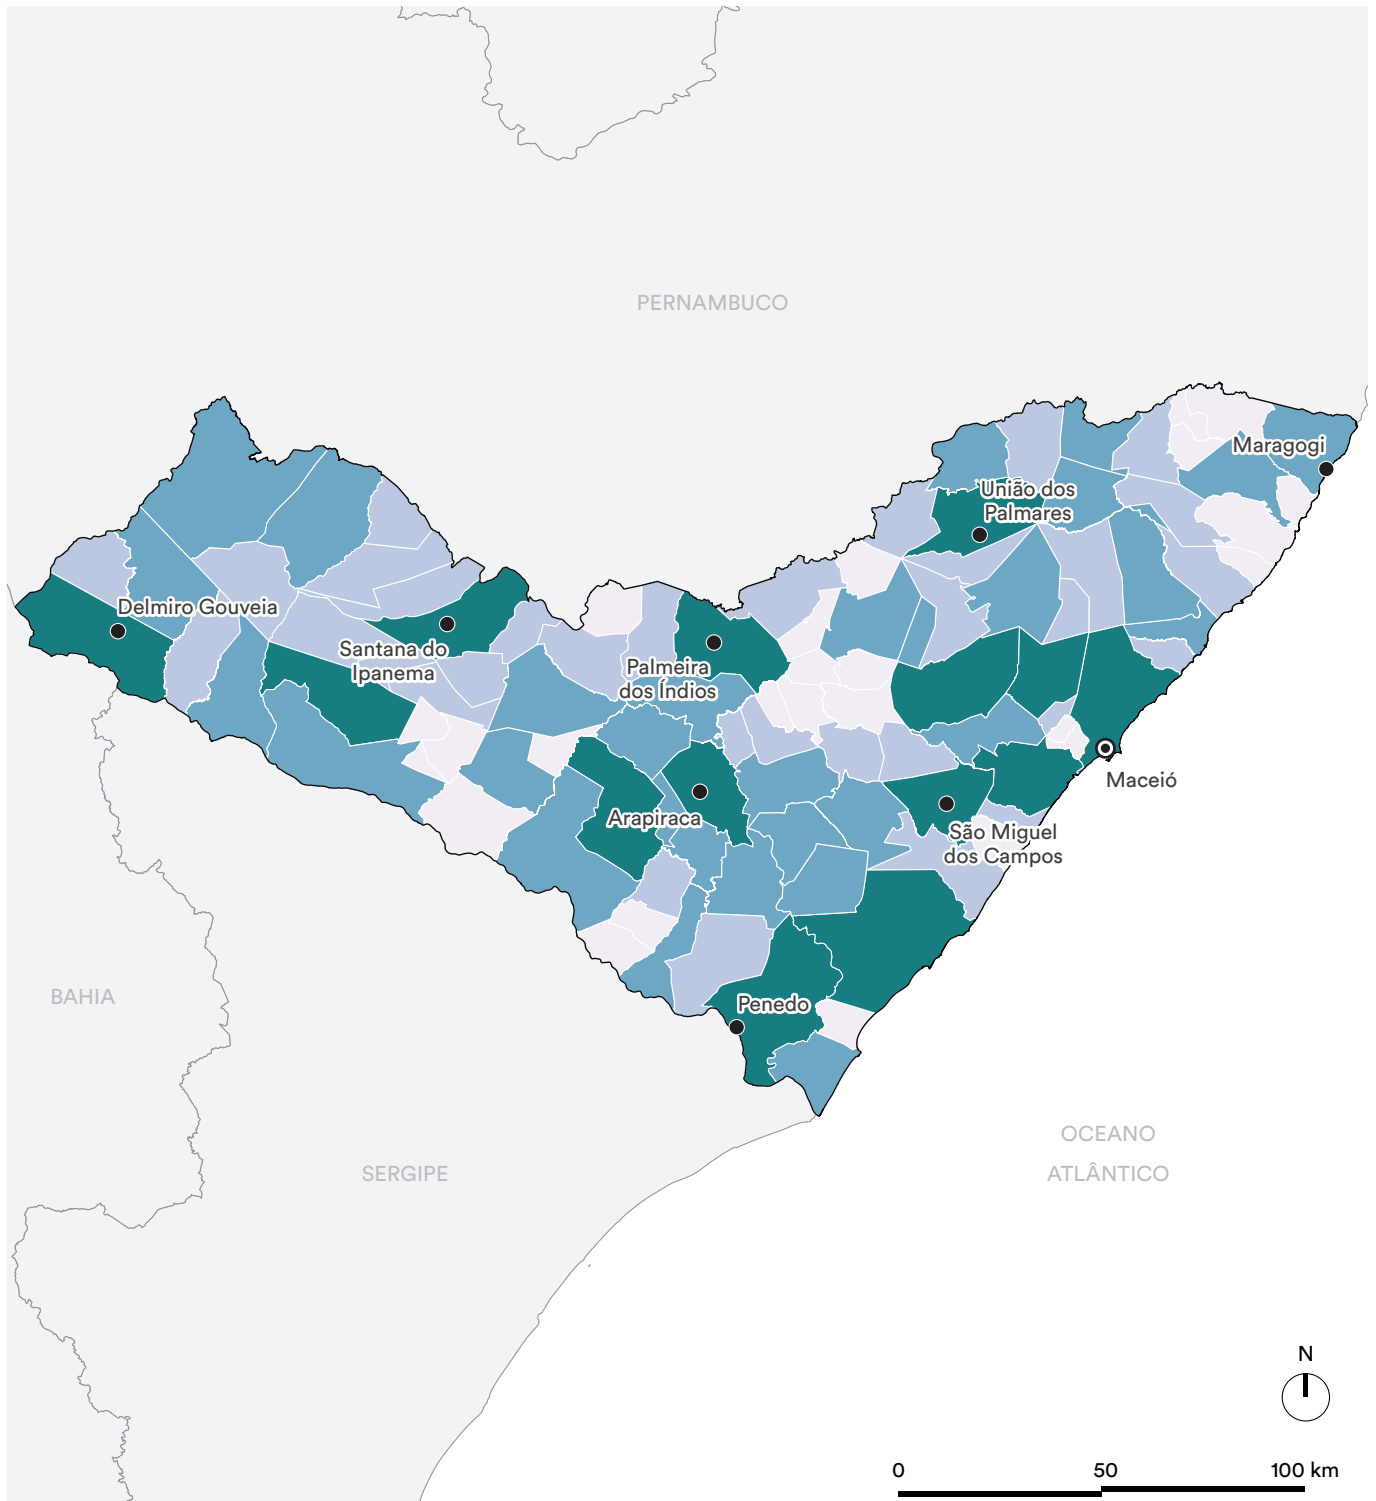 PERNAMBUCO
Maragogi
União dos
Palmares
Delmiro Gouveia
Santana do
Ipanema
Palmeira
dos Índios
Maceió
Arapiraca
São Miguel
dos Campos
BAHIA
Penedo
OCEANO
ATLÂNTICO
SERGIPE
N
0 50 100 km